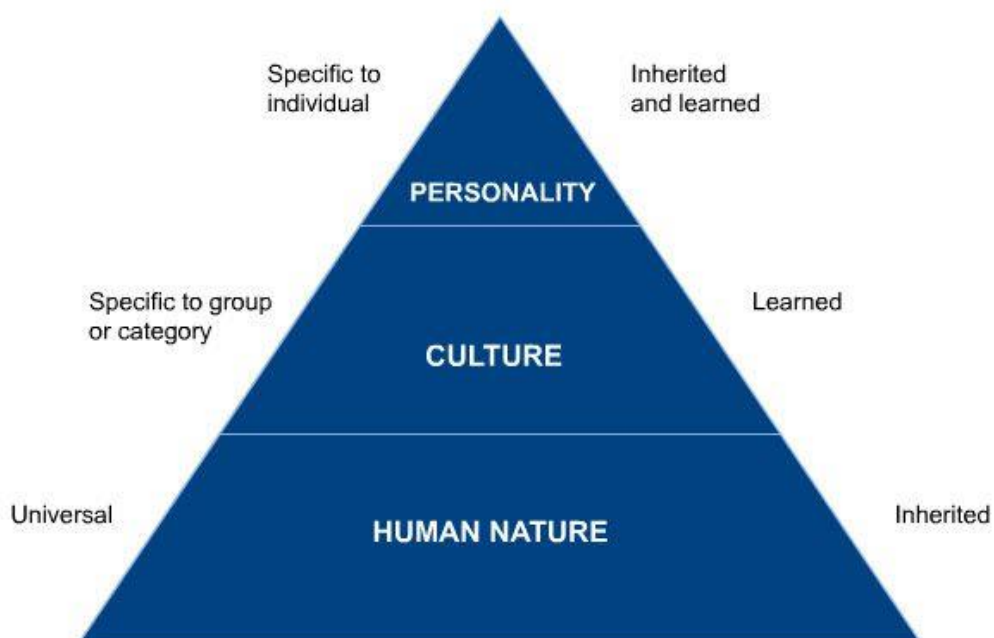 Specific to
individual
Inherited
and learned
PERSONALITY
Specific to group
or category
Learned
CULTURE
Universal
HUMAN NATURE
Inherited